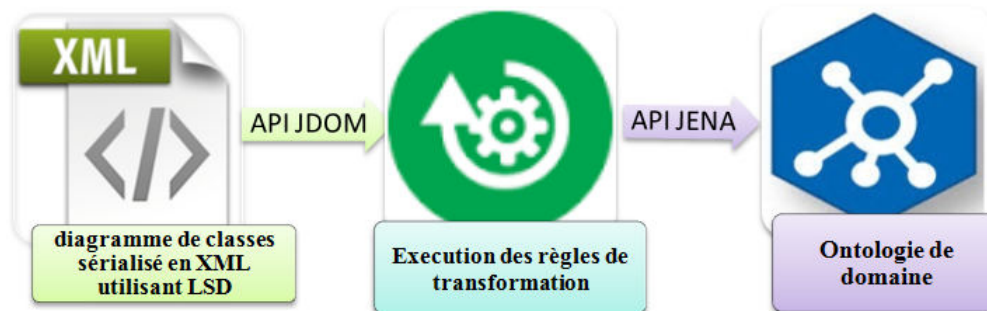 XML
</>
API JDOM
API JENA
diagramme de classes
sérialisé en XML
utilisant LSD
Execution des règles de
transformation
Ontologie de
domaine